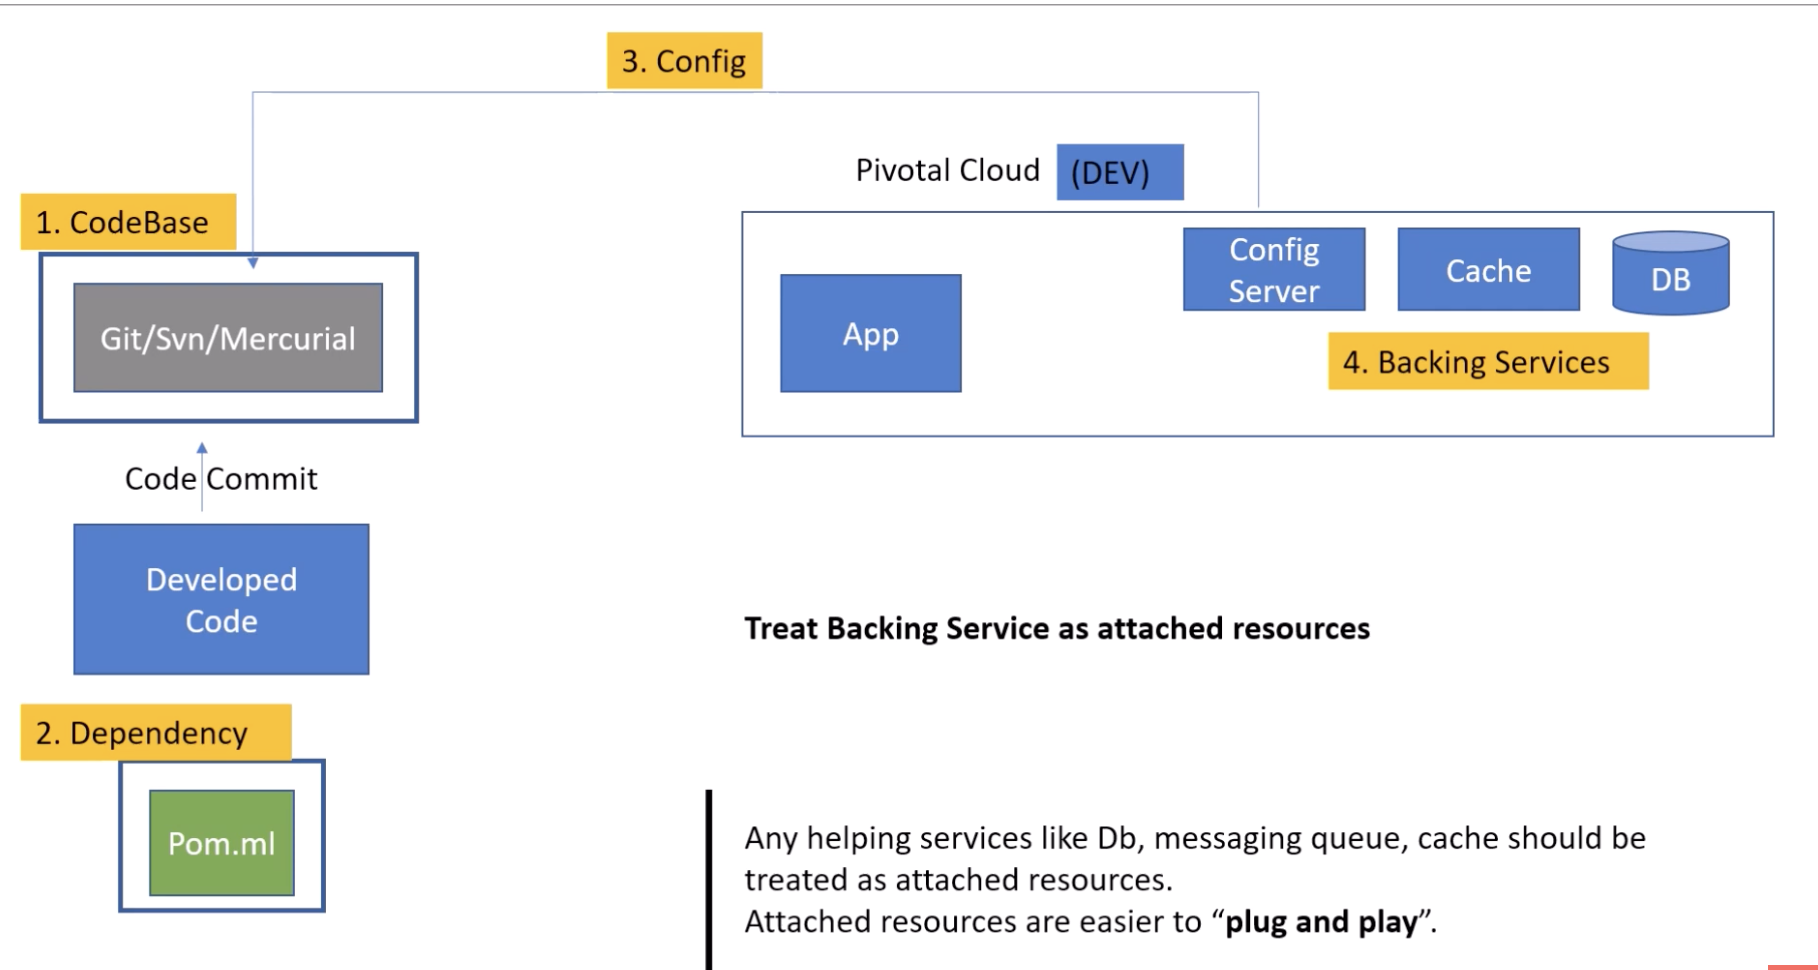 3. Config
Pivotal Cloud (DEV)
1. CodeBase
Git/Svn/Mercurial
App
Config
Server
Cache
DB
4. Backing Services
Code Commit
Developed
Code
Treat Backing Service as attached resources
2. Dependency
Pom.ml
Any helping services like Db, messaging queue, cache should be
treated as attached resources.
Attached resources are easier to “plug and play”.